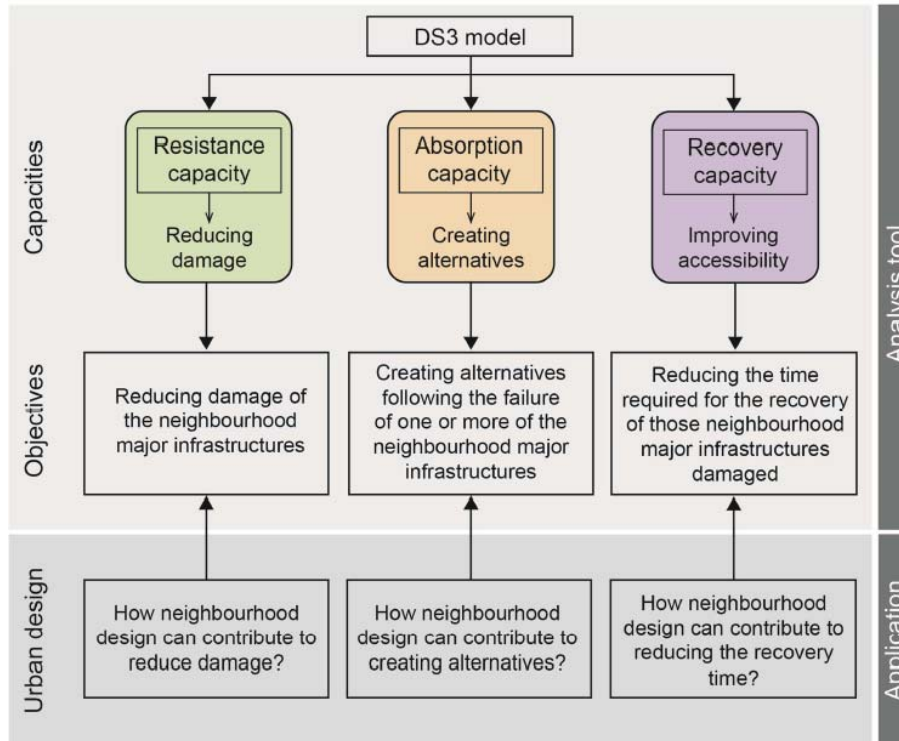 DS3 model
Capacities
Resistance
capacity
Reducing
damage
Absorption
capacity
Creating
alternatives
Recovery
capacity
Improving
accessibility
Analysis tool
Objectives
Reducing damage of
the neighbourhood
major infrastructures
Creating alternatives
following the failure
of one or more of the
neighbourhood major
infrastructures
Reducing the time
required for the recovery
of those neighbourhood
major infrastructures
damaged
Urban design
How neighbourhood
design can contribute to
reduce damage?
How neighbourhood
design can contribute to
creating alternatives?
How neighbourhood
design can contribute to
reducing the recovery
time?
Application